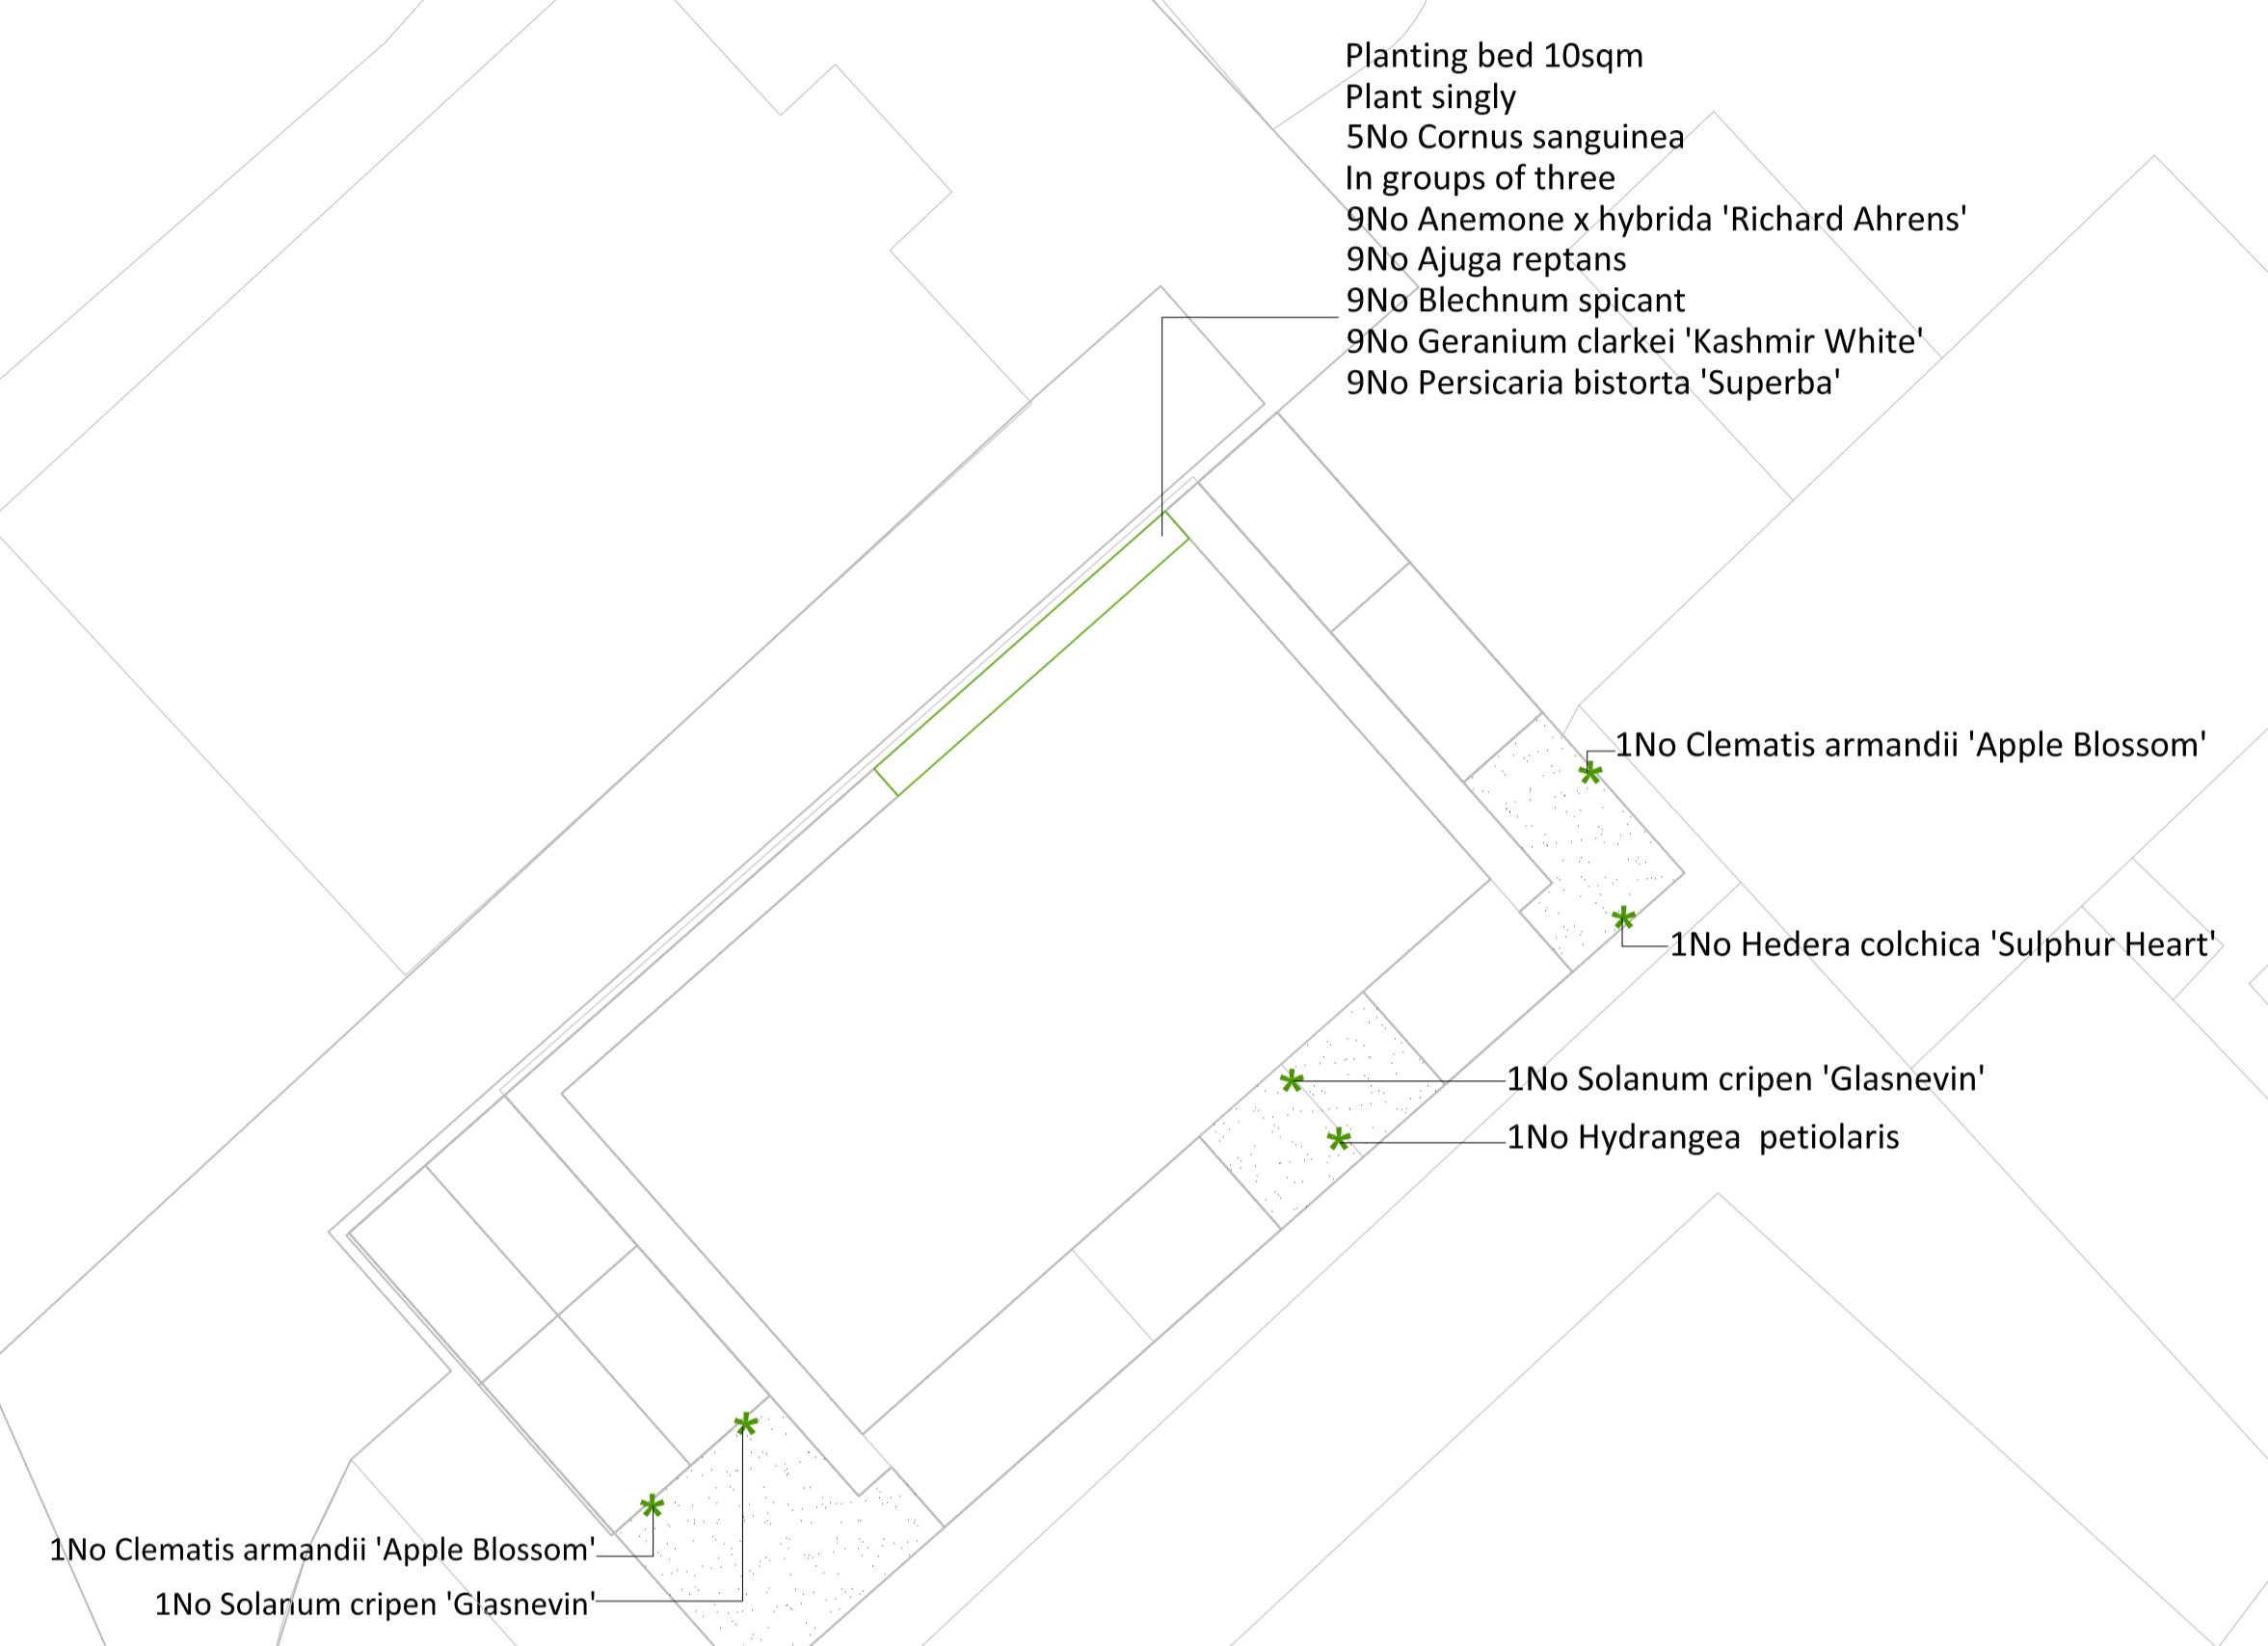 Planting bed 10sqm
Plant singly
5No Cornus sanguinea
In groups of three
9No Anemone x hybrida 'Richard Ahrens'
9No Ajuga reptans
9No Blechnum spicant
9No Geranium clarkei 'Kashmir White'
9No Persicaria bistorta 'Superba'
1No Clematis armandii 'Apple Blossom'
1No Hedera colchica 'Sulphur Heart'
1No Solanum cripen 'Glasnevin'
1No Hydrangea petiolaris
1No Clematis armandii 'Apple Blossom'
1No Solanum cripen 'Glasnevin'